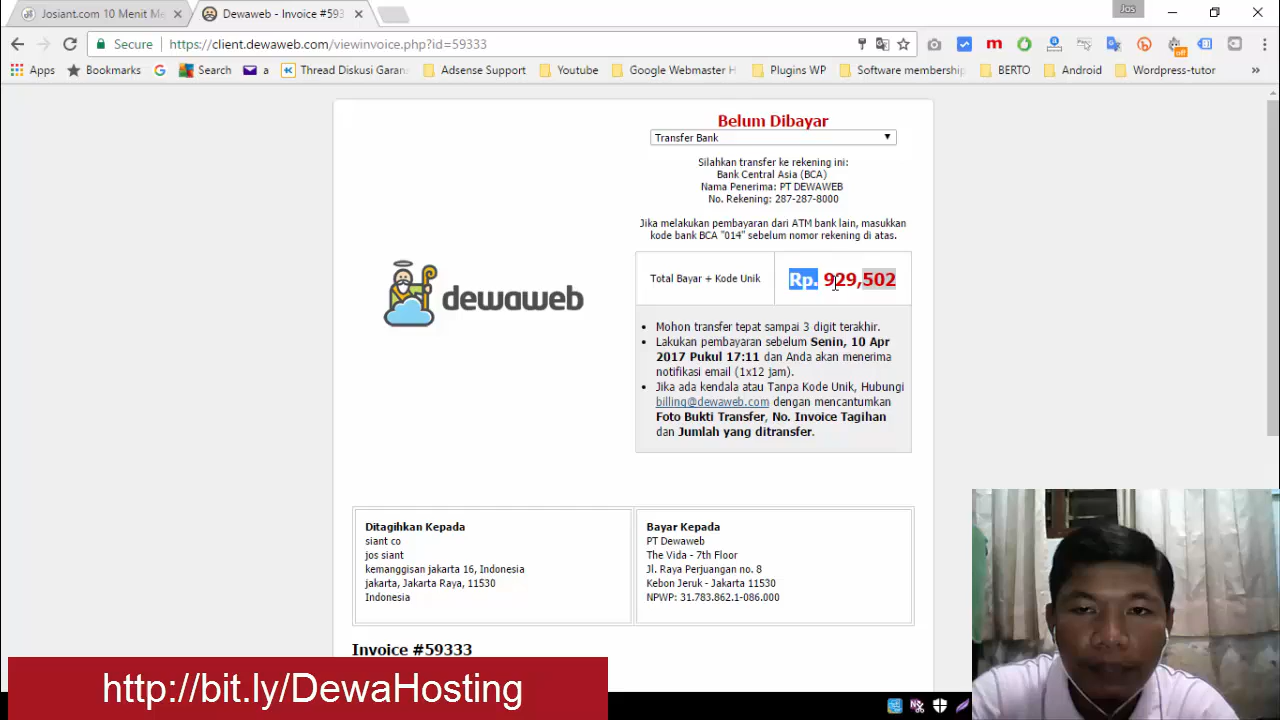 Josiant.com 10 Menit Me
Dewaweb - Invoice #593
Jos
Secure
https://client.dewaweb.com/viewinvoice.php?id=59333
Apps
Bookmarks
Search
a
Thread Diskusi Garans
Adsense Support
Youtube
Google Webmaster H
Plugins WP
Software membership
BERTO
Android
Wordpress-tutor
Belum Dibayar
Transfer Bank
Silahkan transfer ke rekening ini:
Bank Central Asia (BCA)
Nama Penerima: PT DEWAWEB
No. Rekening: 287-287-8000
Jika melakukan pembayaran dari ATM bank lain, masukkan
kode bank BCA "014" sebelum nomor rekening di atas.
dewaweb
Total Bayar + Kode Unik
Rp. 929,502
Mohon transfer tepat sampai 3 digit terakhir.
Lakukan pembayaran sebelum Senin, 10 Apr
2017 Pukul 17:11 dan Anda akan menerima
notifikasi email (1x12 jam).
Jika ada kendala atau Tanpa Kode Unik, Hubungi
billing@dewaweb.com dengan mencantumkan
Foto Bukti Transfer, No. Invoice Tagihan
dan Jumlah yang ditransfer.
Ditagihkan Kepada
siant co
jos siant
kemanggisan jakarta 16, Indonesia
jakarta, Jakarta Raya, 11530
Indonesia
Bayar Kepada
PT Dewaweb
The Vida - 7th Floor
Jl. Raya Perjuangan no. 8
Kebon Jeruk - Jakarta 11530
NPWP: 31.783.862.1-086.000
Invoice #59333
http://bit.ly/DewaHosting